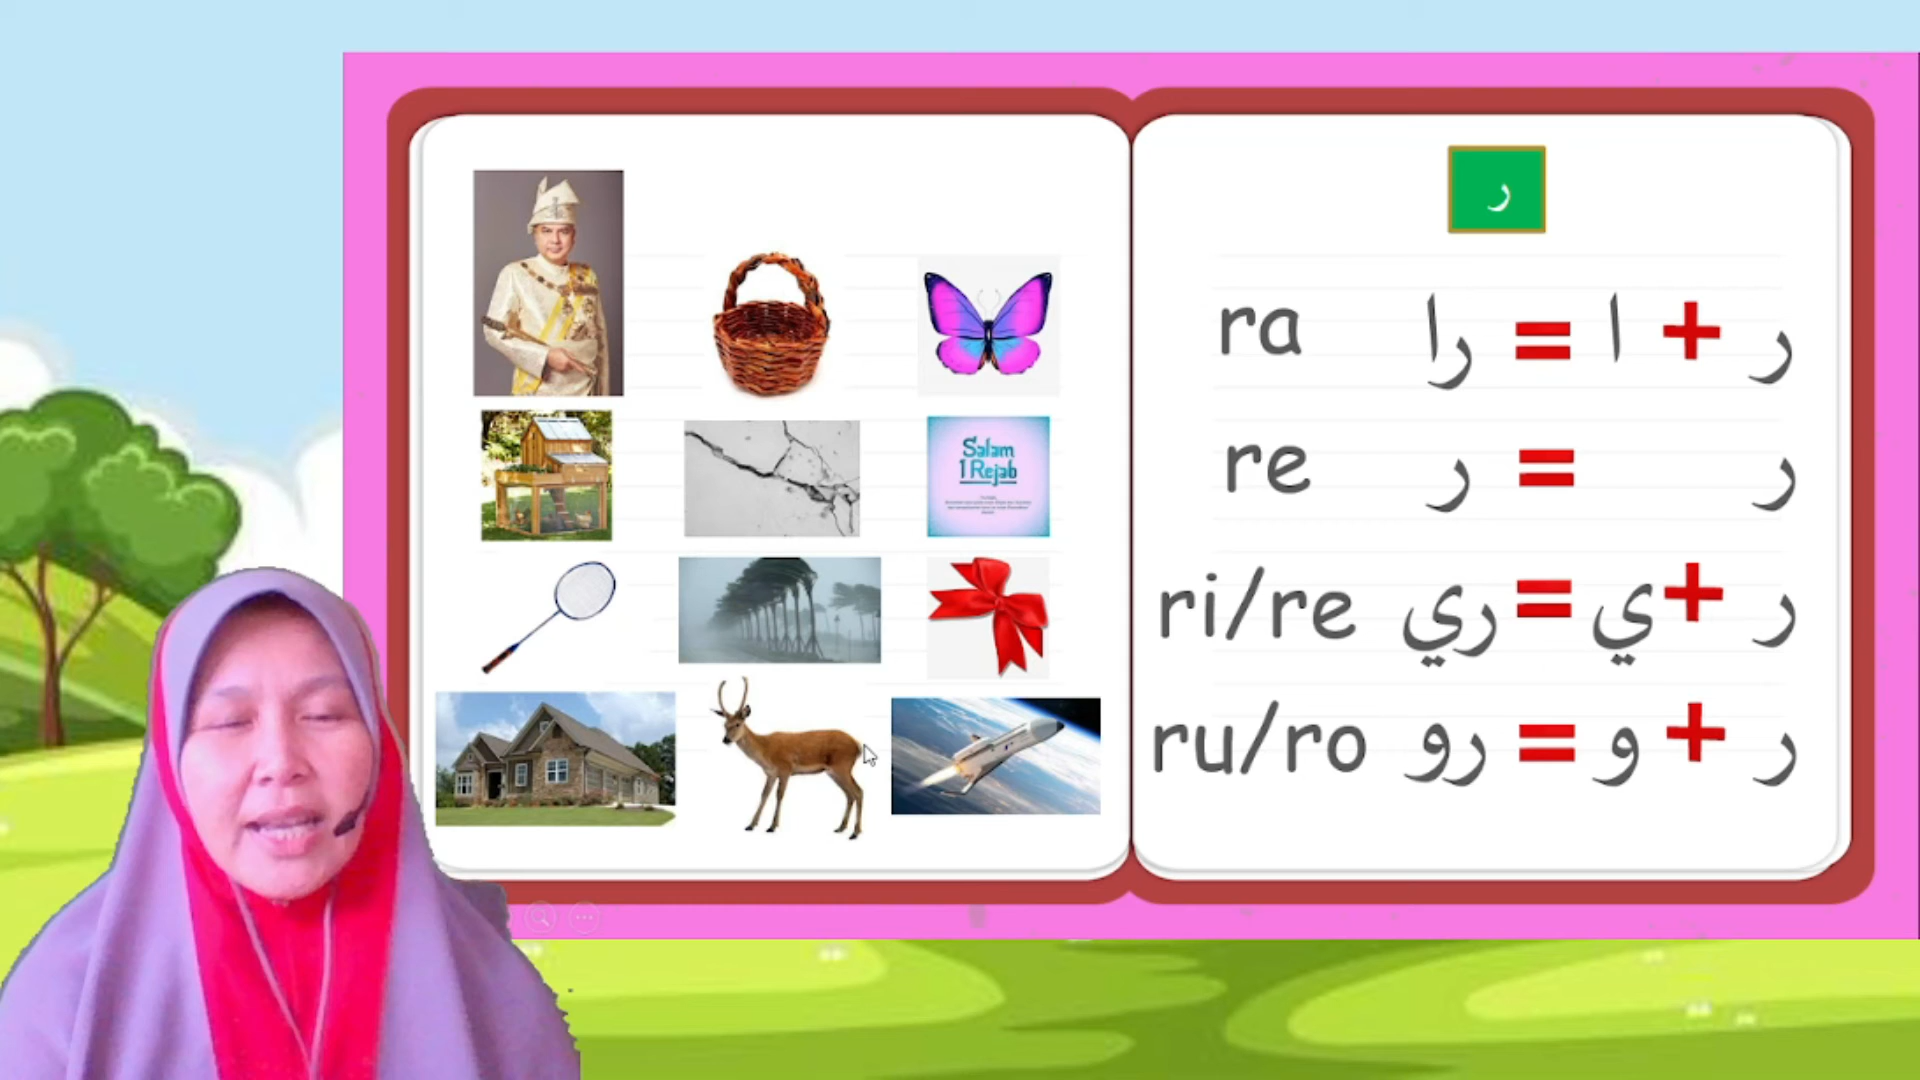 ر
ra را = ا + ر
re ر = ر
ri/re ري = ي + ر
ru/ro رو = و + ر
Salam
1 Rejab